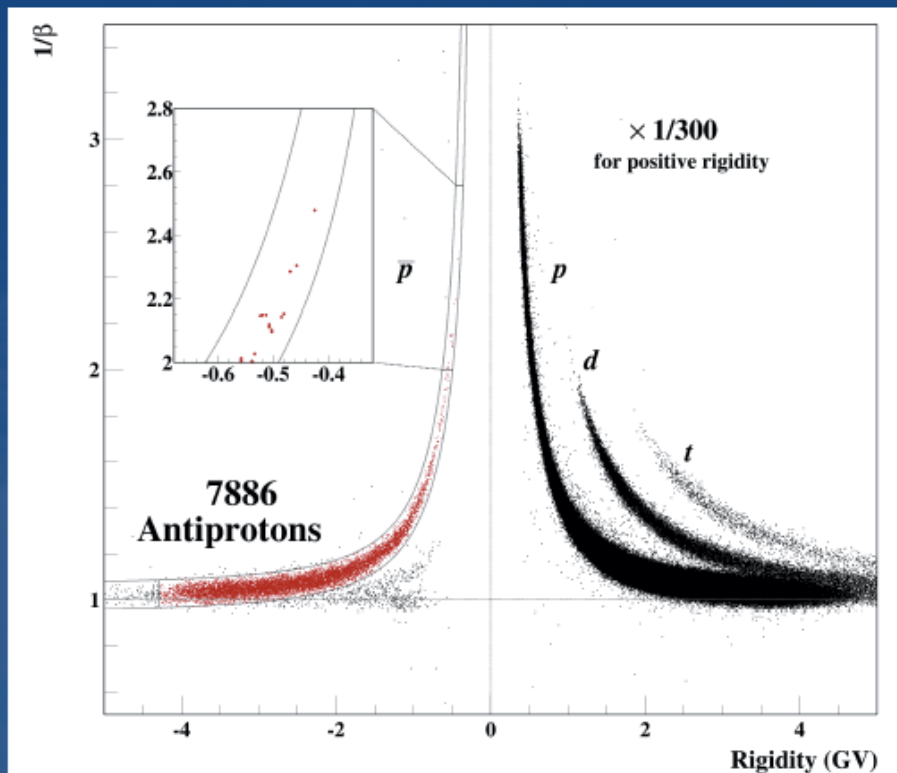 1/β
3
2
1
2.8
2.6
2.4
2.2
2
-0.6 -0.5 -0.4
p̅
× 1/300
for positive rigidity
p
d
t
7886
Antiprotons
-4 -2 0 2 4
Rigidity (GV)